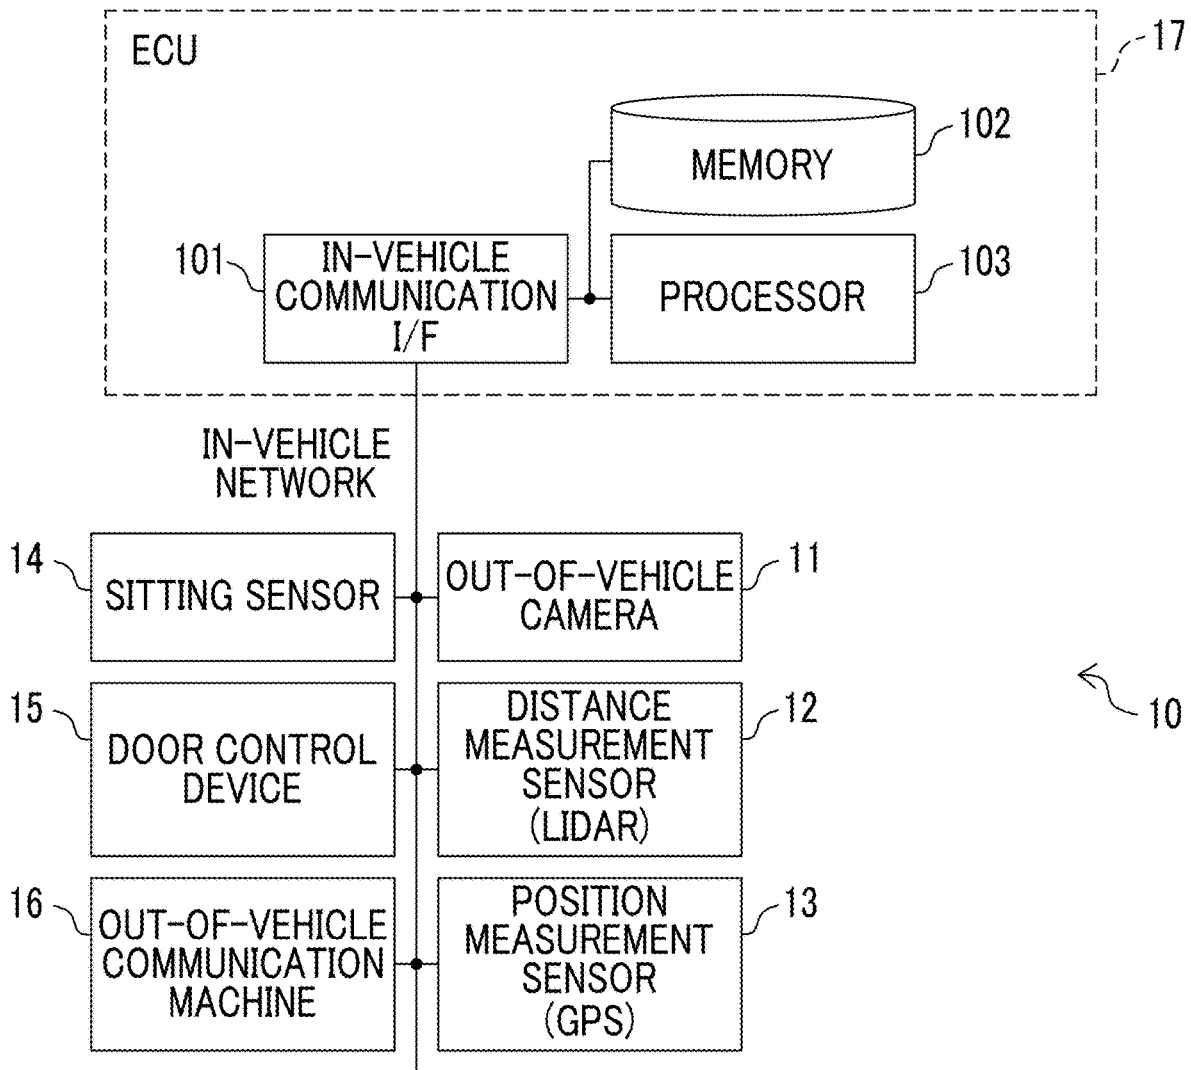 ECU
17
MEMORY
102
101
IN-VEHICLE
COMMUNICATION
I/F
PROCESSOR
103
IN-VEHICLE
NETWORK
14
SITTING SENSOR
OUT-OF-VEHICLE
CAMERA
11
15
DOOR CONTROL
DEVICE
DISTANCE
MEASUREMENT
SENSOR
(LIDAR)
12
10
16
OUT-OF-VEHICLE
COMMUNICATION
MACHINE
POSITION
MEASUREMENT
SENSOR
(GPS)
13